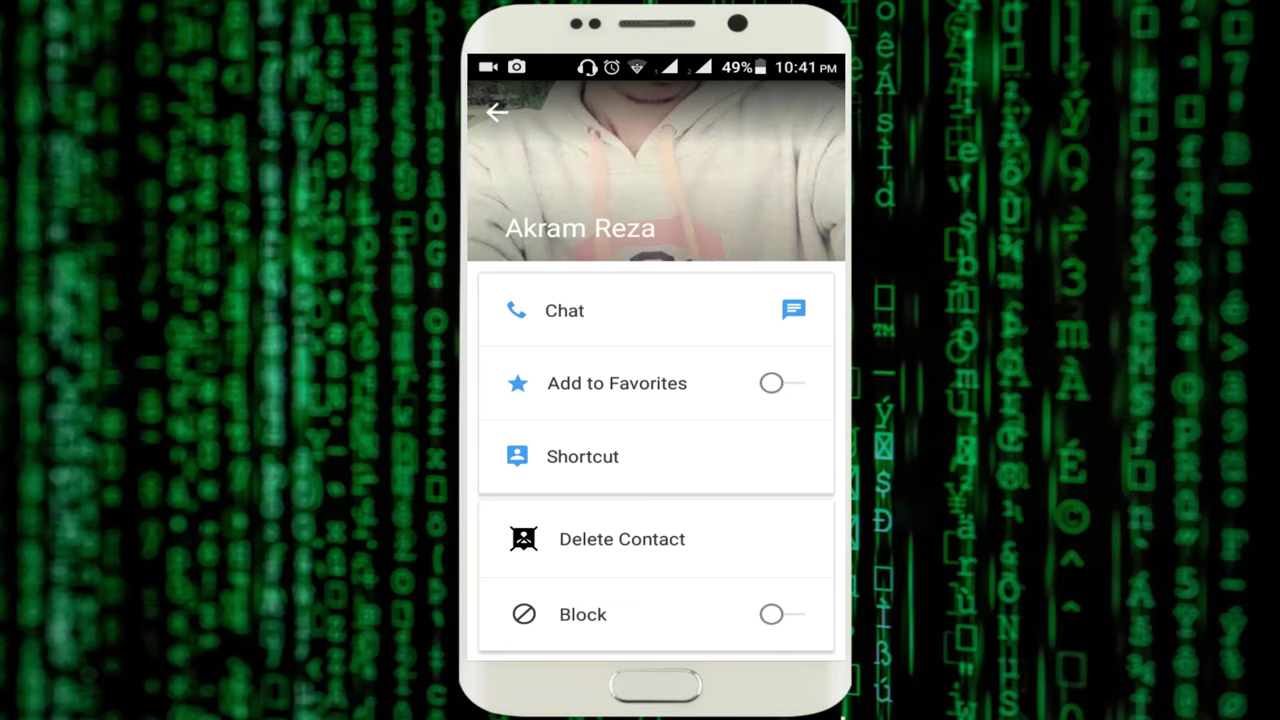 49% 10:41 PM
Akram Reza
Chat
Add to Favorites
Shortcut
Delete Contact
Block